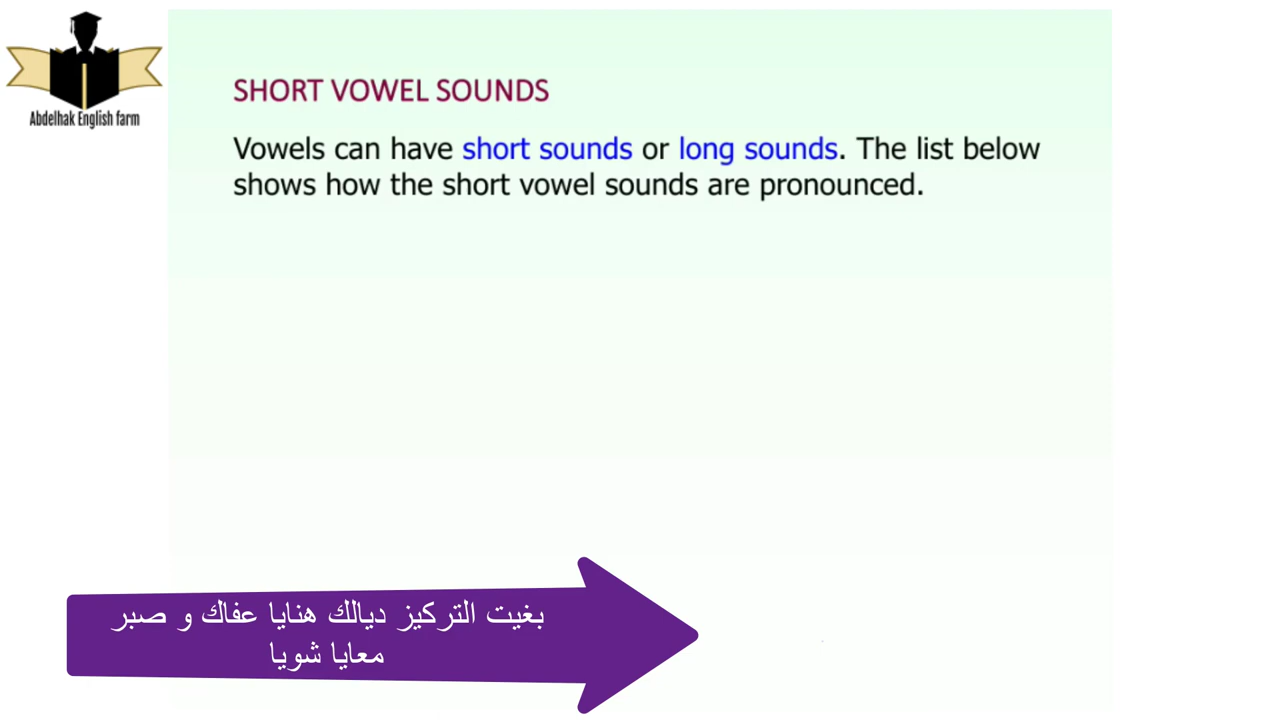 Abdelhak English farm
SHORT VOWEL SOUNDS
Vowels can have short sounds or long sounds. The list below
shows how the short vowel sounds are pronounced.
بغيت التركيز ديالك هنايا عفاك و صبر
معايا شويا